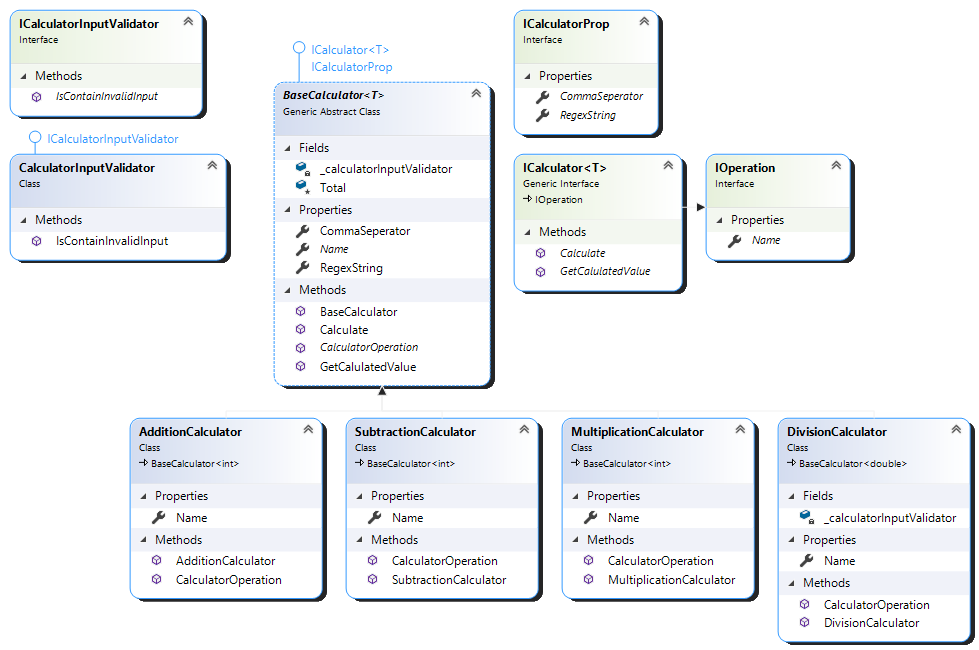 ICalculatorInputValidator
Interface
Methods
IsContainInvalidInput
ICalculatorInputValidator
CalculatorInputValidator
Class
Methods
IsContainInvalidInput
ICalculator<T>
ICalculatorProp
BaseCalculator<T>
Generic Abstract Class
Fields
_calculatorInputValidator
Total
Properties
CommaSeperator
Name
RegexString
Methods
BaseCalculator
Calculate
CalculatorOperation
GetCalulatedValue
ICalculatorProp
Interface
Properties
CommaSeperator
RegexString
ICalculator<T>
Generic Interface
IOperation
Methods
Calculate
GetCalulatedValue
IOperation
Interface
Properties
Name
AdditionCalculator
Class
BaseCalculator<int>
Properties
Name
Methods
AdditionCalculator
CalculatorOperation
SubtractionCalculator
Class
BaseCalculator<int>
Properties
Name
Methods
CalculatorOperation
SubtractionCalculator
MultiplicationCalculator
Class
BaseCalculator<int>
Properties
Name
Methods
CalculatorOperation
MultiplicationCalculator
DivisionCalculator
Class
BaseCalculator<double>
Fields
_calculatorInputValidator
Properties
Name
Methods
CalculatorOperation
DivisionCalculator